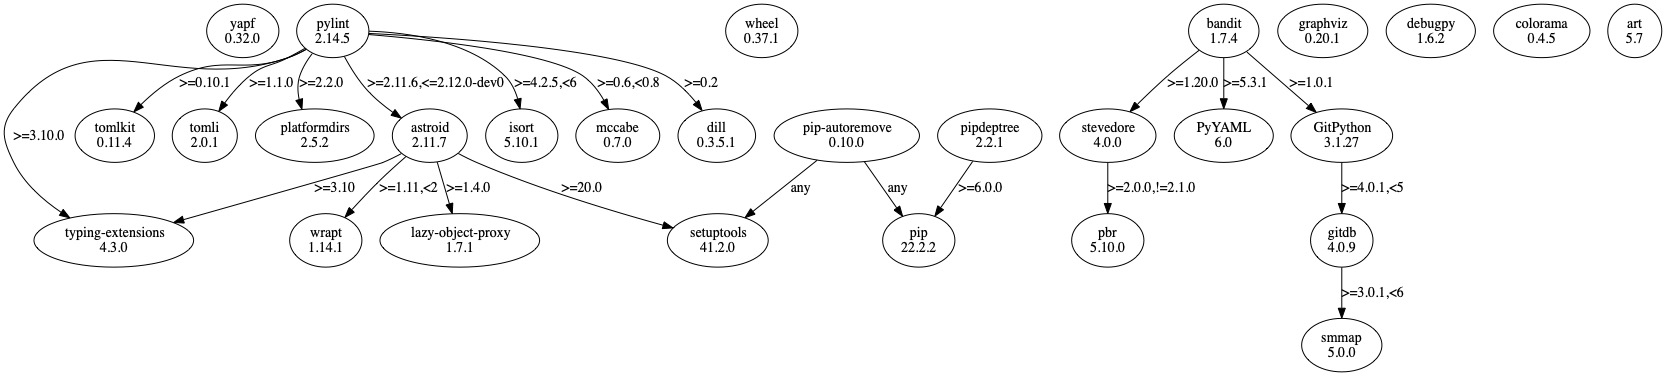 yapf
0.32.0
pylint
2.14.5
wheel
0.37.1
bandit
1.7.4
graphviz
0.20.1
debugpy
1.6.2
colorama
0.4.5
art
5.7
>=0.10.1
>=1.1.0
>=2.2.0
>=2.11.6,<=2.12.0-dev0
>=4.2.5,<6
>=0.6,<0.8
>=0.2
>=1.20.0
>=5.3.1
>=1.0.1
>=3.10.0
tomlkit
0.11.4
tomli
2.0.1
platformdirs
2.5.2
astroid
2.11.7
isort
5.10.1
mccabe
0.7.0
dill
0.3.5.1
pip-autoremove
0.10.0
pipdeptree
2.2.1
stevedore
4.0.0
PyYAML
6.0
GitPython
3.1.27
>=3.10
>=1.11,<2
>=1.4.0
>=20.0
any
any
>=6.0.0
>=2.0.0,!=2.1.0
>=4.0.1,<5
typing-extensions
4.3.0
wrapt
1.14.1
lazy-object-proxy
1.7.1
setuptools
41.2.0
pip
22.2.2
pbr
5.10.0
gitdb
4.0.9
>=3.0.1,<6
smmap
5.0.0